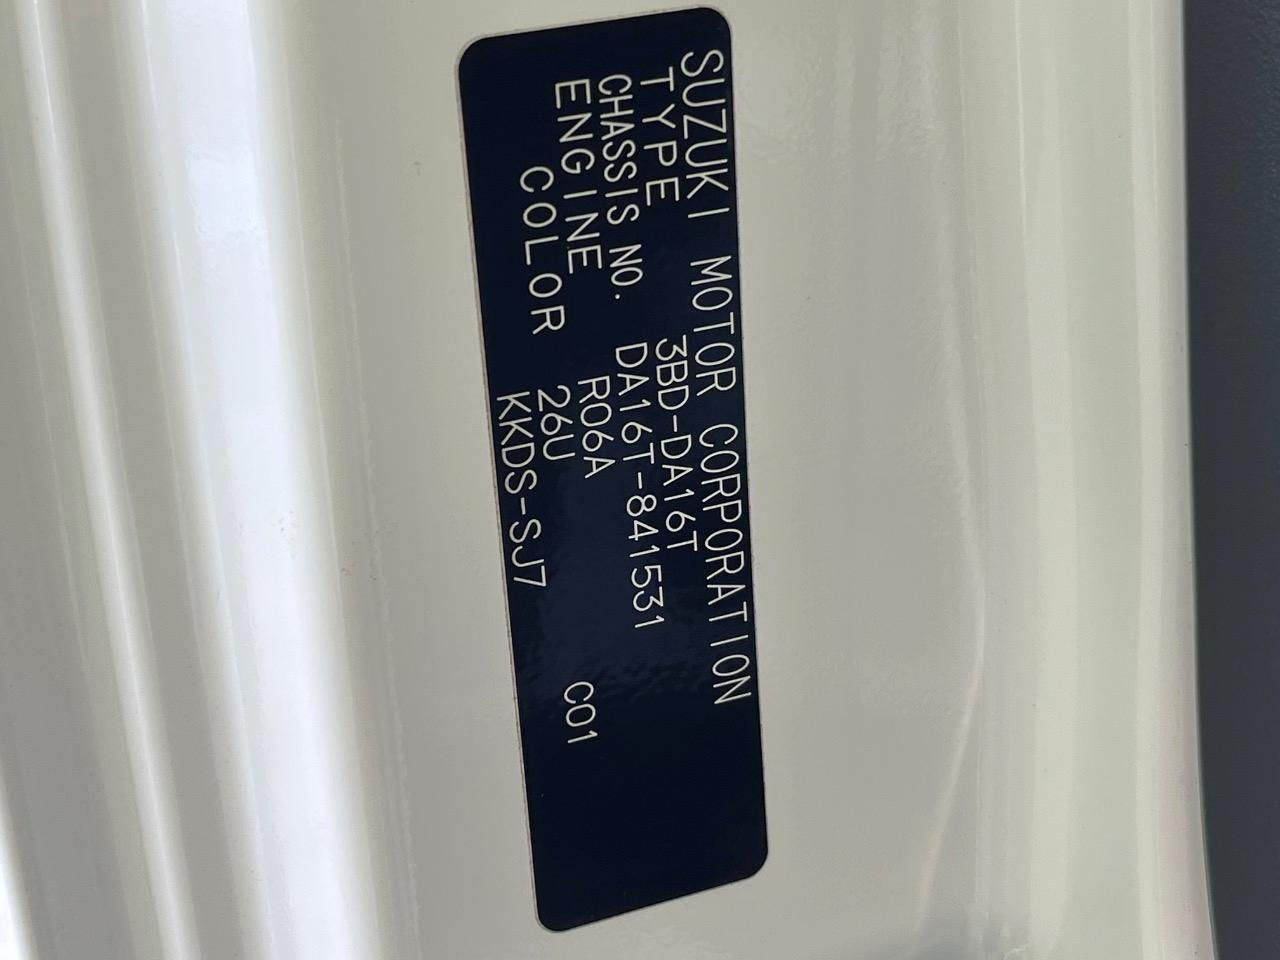 SUZUKI MOTOR CORPORATION
TYPE 3BD-DA16T
CHASSIS NO. DA16T-841531
ENGINE R06A
COLOR 26U C01
KKDS-SJ7